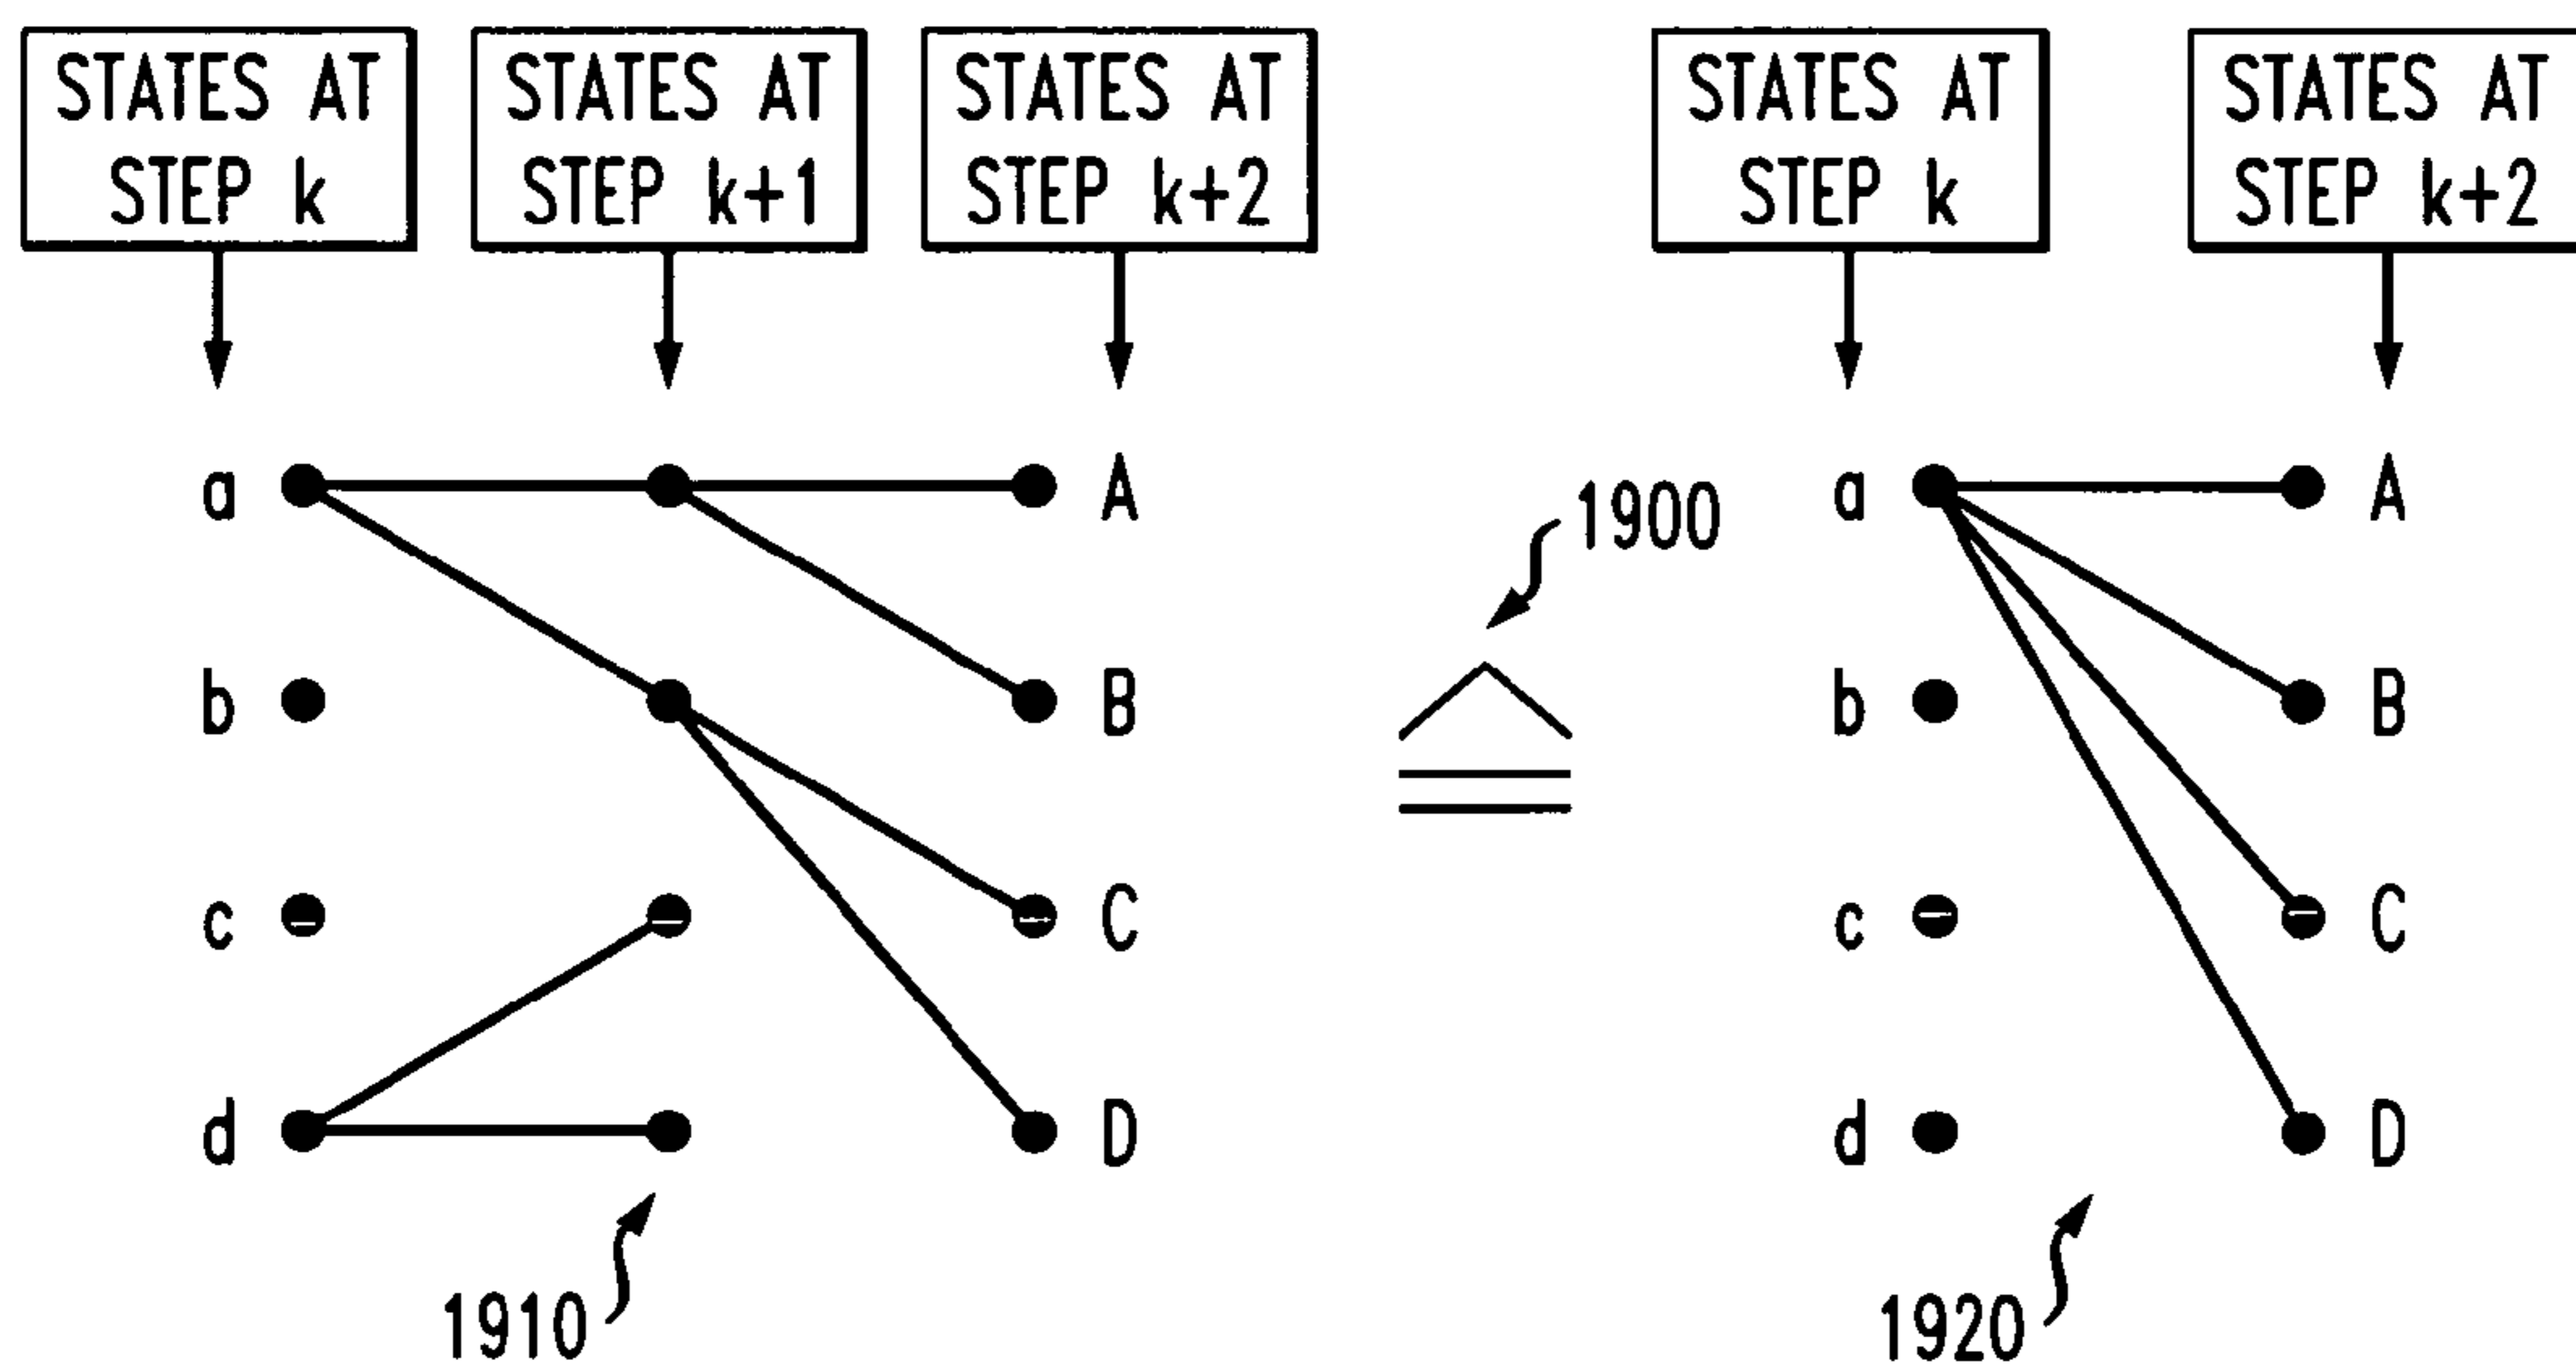 STATES AT
STEP k
STATES AT
STEP k+1
STATES AT
STEP k+2
STATES AT
STEP k
STATES AT
STEP k+2
a
A
1900
a
A
b
B
b
B
c
C
c
C
d
D
d
D
1910
1920